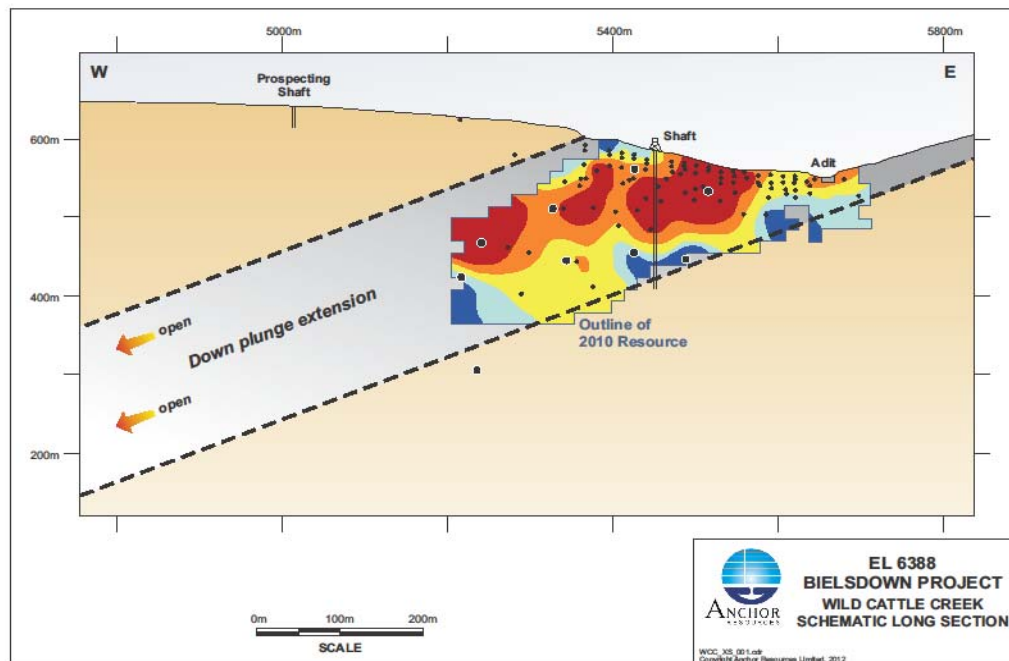 5000m
5400m
5800m
W
E
Prospecting
Shaft
Shaft
Adit
600m
400m
200m
open
open
Down plunge extension
Outline of
2010 Resource
0m
100m
200m
SCALE
ANCHOR
RESOURCES
EL 6388
BIELSDOWN PROJECT
WILD CATTLE CREEK
SCHEMATIC LONG SECTION
WCC_XS_001.cdr
Copyright Anchor Resources Limited, 2012